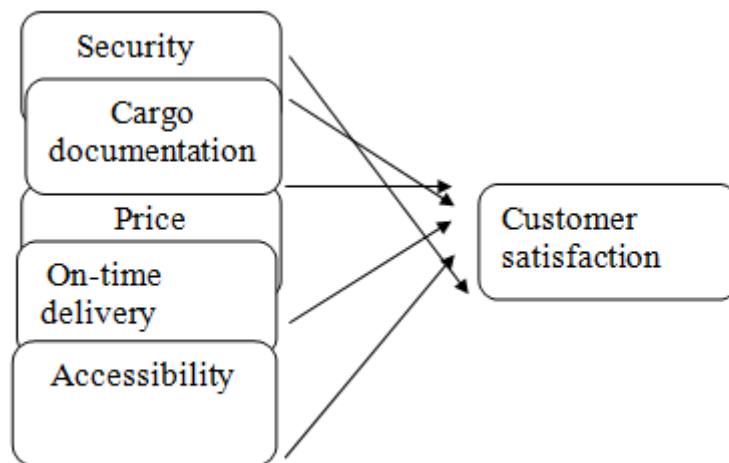 Security
Cargo
documentation
Price
On-time
delivery
Accessibility
Customer
satisfaction